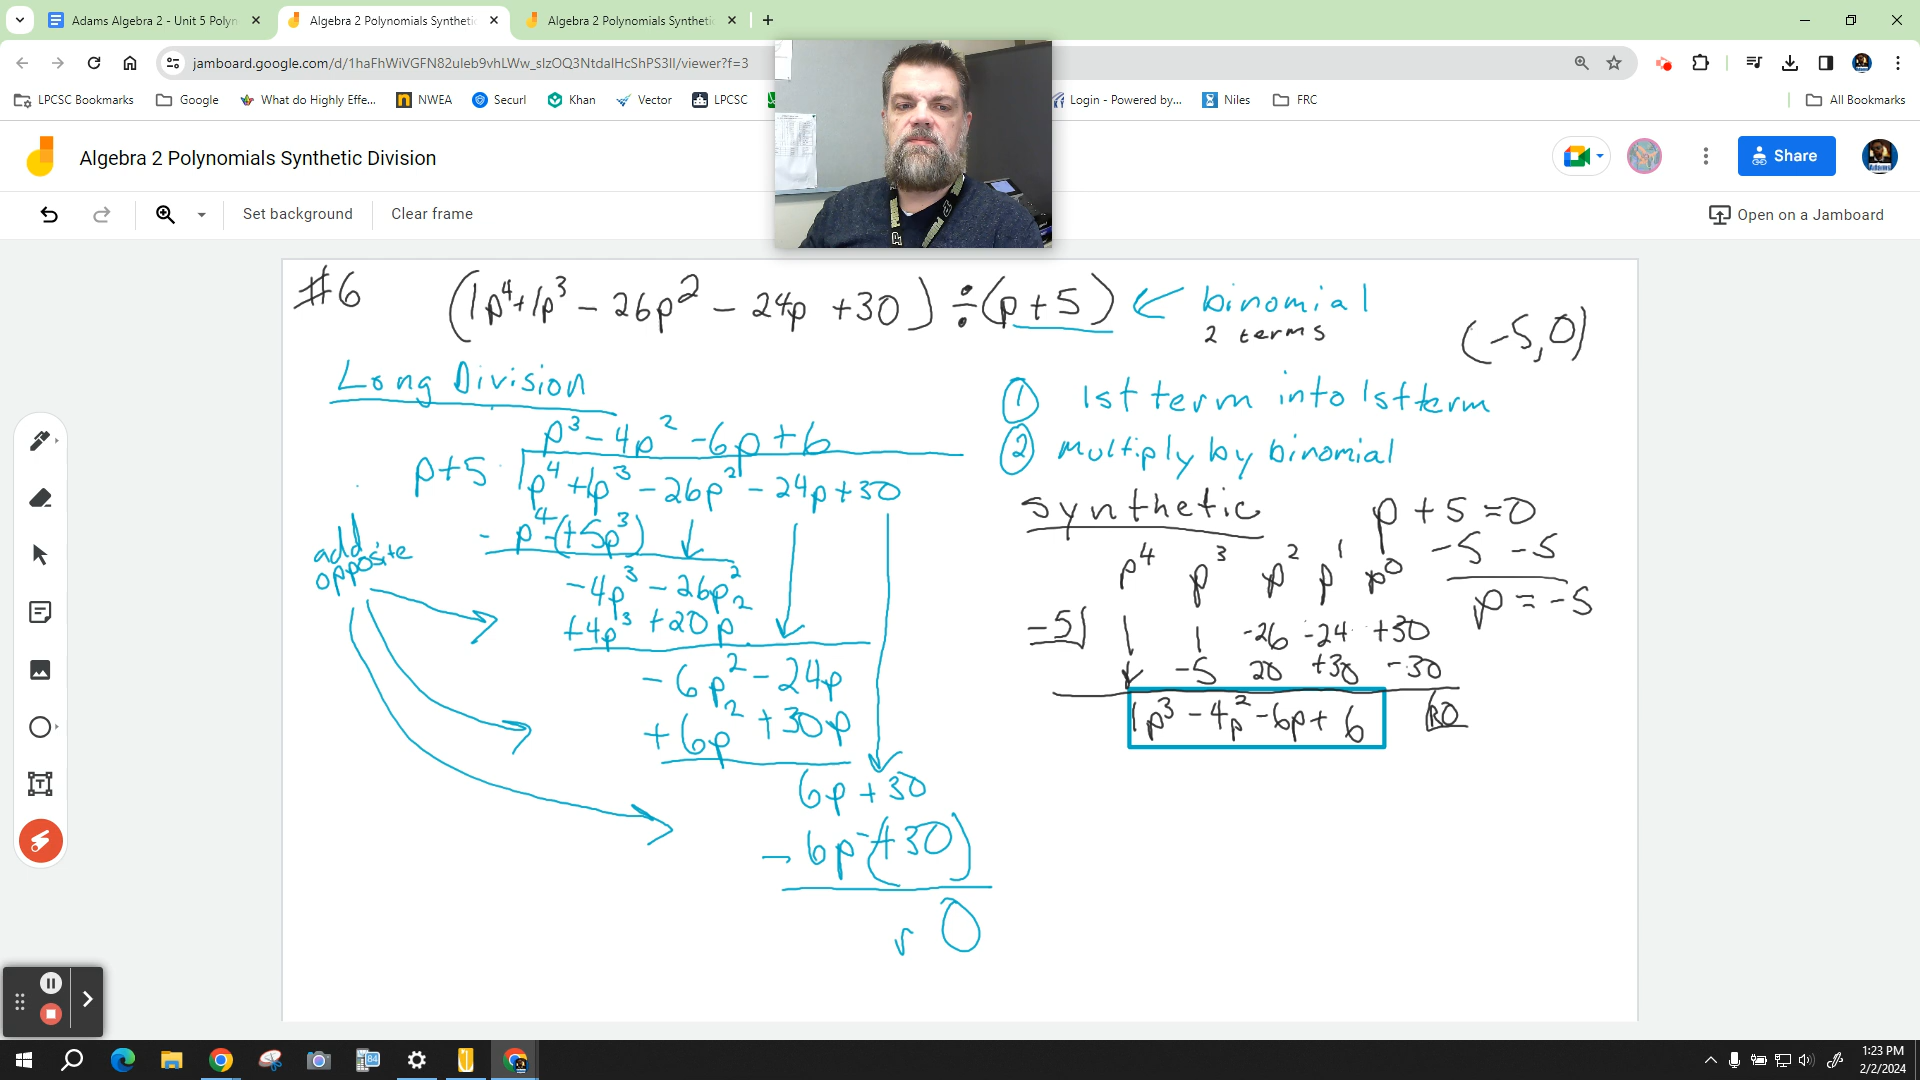 Adams Algebra 2 - Unit 5 Polyn
Algebra 2 Polynomials Synthetic
Algebra 2 Polynomials Synthetic
jamboard.google.com/d/1haFhWiVGFN82uleb9vhLWw_slzOQ3NtdalHcShPS3lI/viewer?f=3
LPCSC Bookmarks
Google
What do Highly Effe...
NWEA
Securl
Khan
Vector
LPCSC
Login - Powered by...
Niles
FRC
All Bookmarks
Algebra 2 Polynomials Synthetic Division
Share
Set background
Clear frame
Open on a Jamboard
#6 (1p⁴+1p³ - 26p² - 24p +30) ÷ (p+5) ← binomial
2 terms
(-5,0)
Long Division
① 1st term into 1st term
② multiply by binomial
p³ - 4p² - 6p + 6
p+5 1p⁴ +1p³ - 26p² - 24p + 30
- p⁴ (+5p³)
add
opposite
-4p³ - 26p²
+4p³ + 20p²
-6p² - 24p
+6p² + 30p
6p + 30
- 6p (+30)
r 0
synthetic
p + 5 = 0
-5 -5
p = -5
p⁴ p³ p² p¹ p⁰
-5 1 1 -26 -24 +30
↓ -5 20 +30 -30
1p³ - 4p² - 6p + 6 R0
84
1:23 PM
2/2/2024